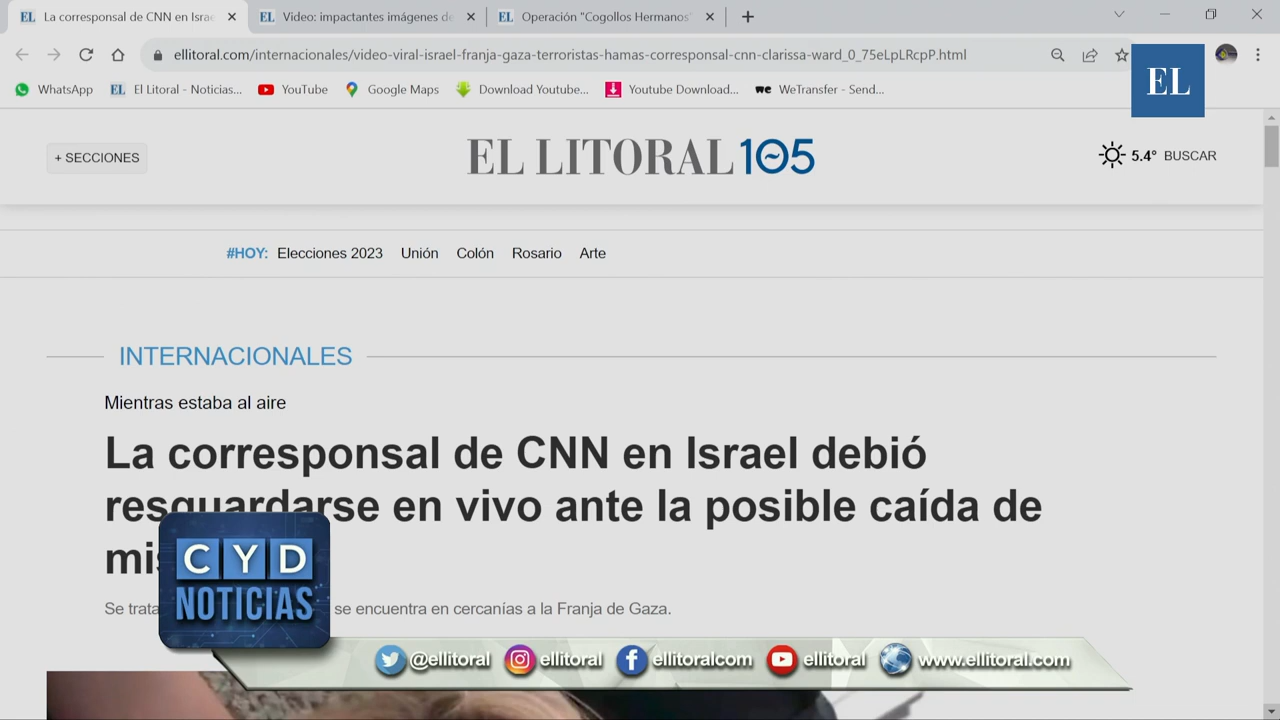 La corresponsal de CNN en Isra
Video: impactantes imágenes de
Operación "Cogollos Hermanos"
ellitoral.com/internacionales/video-viral-israel-franja-gaza-terroristas-hamas-corresponsal-cnn-clarissa-ward_0_75eLpLRcpP.html
WhatsApp
EL El Litoral - Noticias...
YouTube
Google Maps
Download Youtube...
Youtube Download...
we WeTransfer - Send...
EL
+ SECCIONES
EL LITORAL 105
5.4° BUSCAR
#HOY: Elecciones 2023 Unión Colón Rosario Arte
INTERNACIONALES
Mientras estaba al aire
La corresponsal de CNN en Israel debió
resguardarse en vivo ante la posible caída de
Se trata se encuentra en cercanías a la Franja de Gaza.
CYD
NOTICIAS
@ellitoral ellitoral ellitoralcom ellitoral www.ellitoral.com